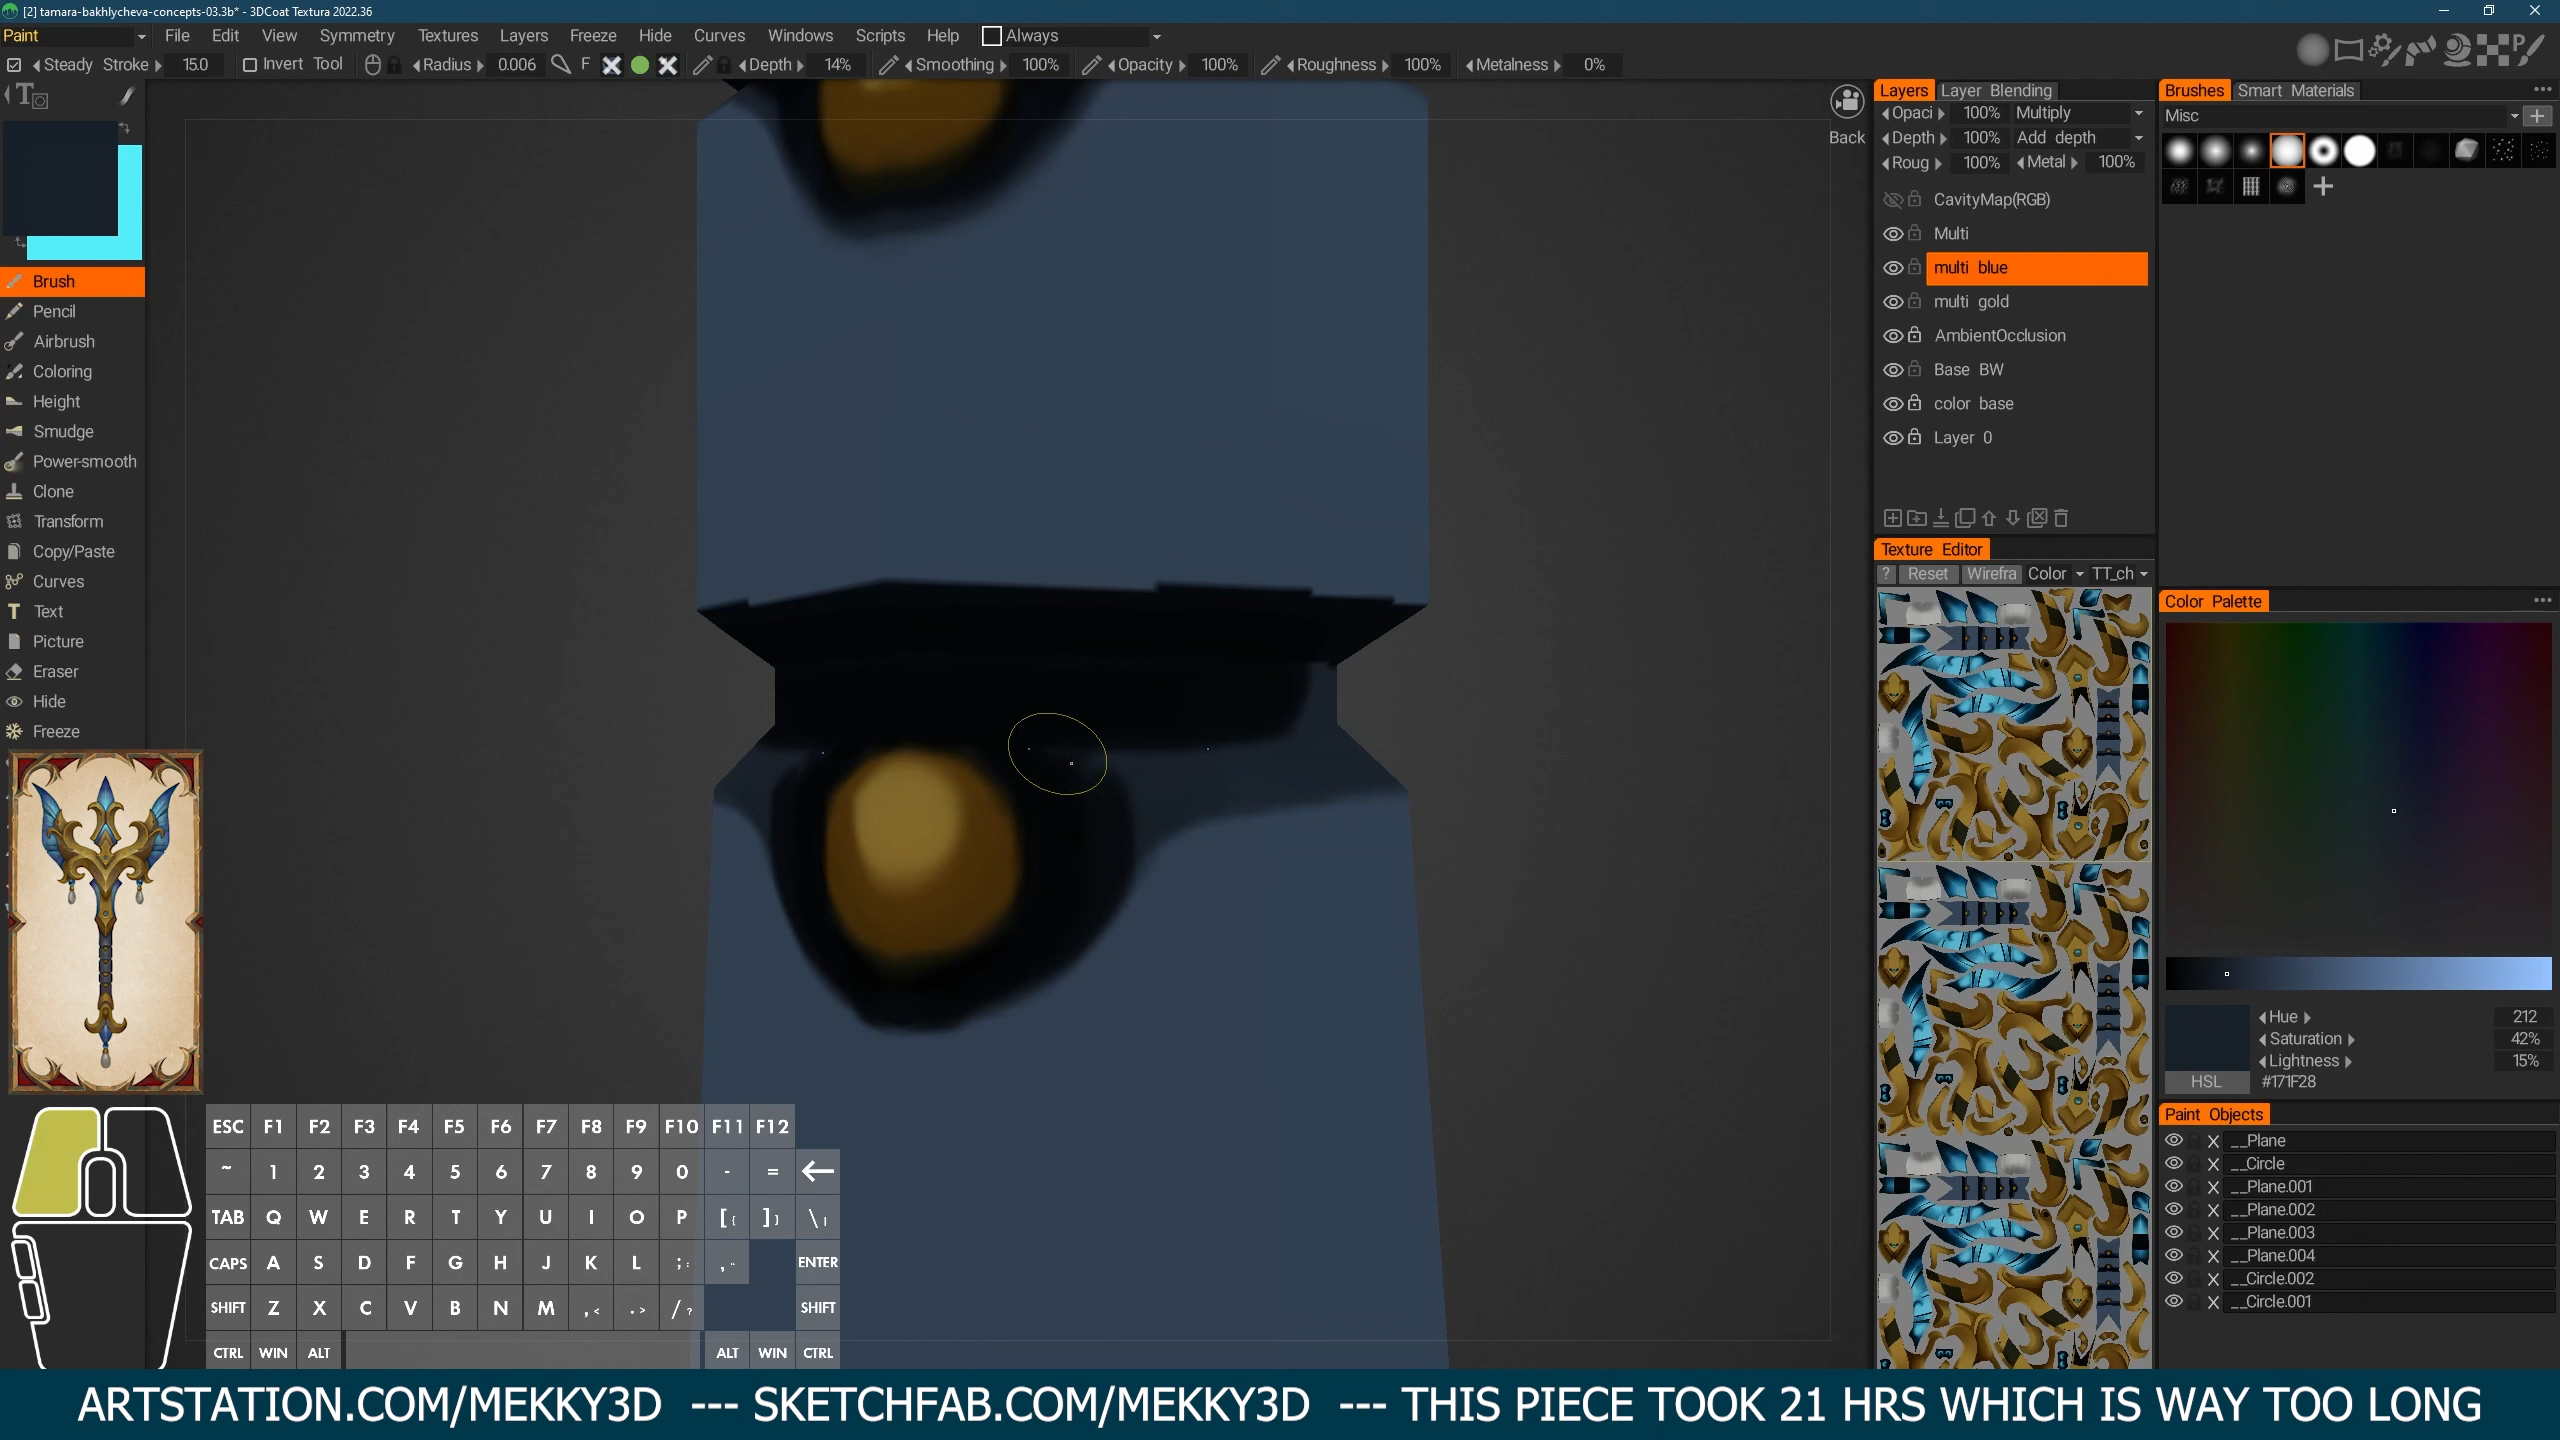 [2] tamara-bakhlycheva-concepts-03.3b* - 3DCoat Textura 2022.36
Paint File Edit View Symmetry Textures Layers Freeze Hide Curves Windows Scripts Help Always
Steady Stroke 15.0 Invert Tool Radius 0.006 F Depth 14% Smoothing 100% Opacity 100% Roughness 100% Metalness 0%
Back
Brush
Pencil
Airbrush
Coloring
Height
Smudge
Power-smooth
Clone
Transform
Copy/Paste
Curves
Text
Picture
Eraser
Hide
Freeze
Layers Layer Blending
Opaci 100% Multiply
Depth 100% Add depth
Roug 100% Metal 100%
CavityMap(RGB)
Multi
multi blue
multi gold
AmbientOcclusion
Base BW
color base
Layer 0
Texture Editor
? Reset Wirefra Color TT_ch
Brushes Smart Materials
Misc
Color Palette
Hue 212
Saturation 42%
Lightness 15%
HSL #171F28
Paint Objects
X __Plane
X __Circle
X __Plane.001
X __Plane.002
X __Plane.003
X __Plane.004
X __Circle.002
X __Circle.001
ESC F1 F2 F3 F4 F5 F6 F7 F8 F9 F10 F11 F12
~ 1 2 3 4 5 6 7 8 9 0 - =
TAB Q W E R T Y U I O P [{ ]} \|
CAPS A S D F G H J K L ;: ENTER
SHIFT Z X C V B N M ,< .> /? SHIFT
CTRL WIN ALT ALT WIN CTRL
ARTSTATION.COM/MEKKY3D --- SKETCHFAB.COM/MEKKY3D --- THIS PIECE TOOK 21 HRS WHICH IS WAY TOO LONG